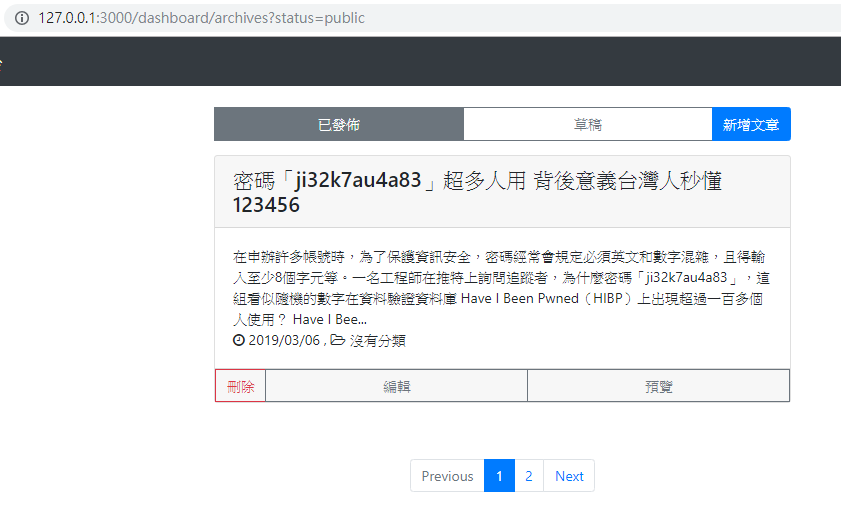 127.0.0.1:3000/dashboard/archives?status=public
已發佈 草稿 新增文章
密碼「ji32k7au4a83」超多人用 背後意義台灣人秒懂
123456
在申辦許多帳號時，為了保護資訊安全，密碼經常會規定必須英文和數字混雜，且得輸
入至少8個字元等。一名工程師在推特上詢問追蹤者，為什麼密碼「ji32k7au4a83」，這
組看似隨機的數字在資料驗證資料庫 Have I Been Pwned（HIBP）上出現超過一百多個
人使用？ Have I Bee...
2019/03/06 , 沒有分類
刪除 編輯 預覽
Previous 1 2 Next